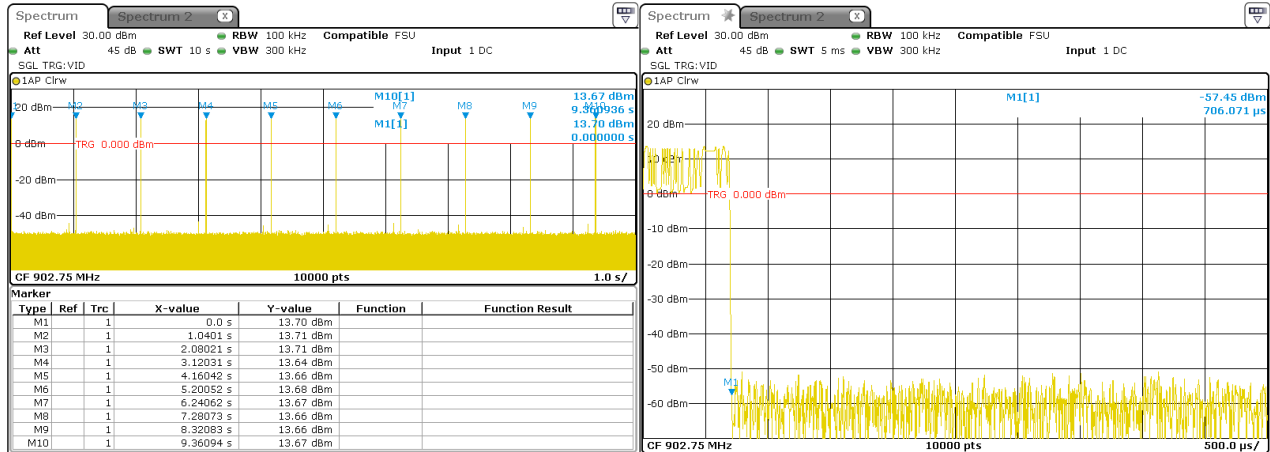 Spectrum Spectrum 2 X
Ref Level 30.00 dBm RBW 100 kHz Compatible FSU
Att 45 dB SWT 10 s VBW 300 kHz Input 1 DC
SGL TRG:VID
1AP Clrw
M10[1] 13.67 dBm
9.360936 s
M1[1] 13.70 dBm
0.000000 s
20 dBm M2 M3 M4 M5 M6 M7 M8 M9 M10
0 dBm TRG 0.000 dBm
-20 dBm
-40 dBm
CF 902.75 MHz 10000 pts 1.0 s/
Marker
Type Ref Trc X-value Y-value Function Function Result
M1 1 0.0 s 13.70 dBm
M2 1 1.0401 s 13.71 dBm
M3 1 2.08021 s 13.71 dBm
M4 1 3.12031 s 13.64 dBm
M5 1 4.16042 s 13.66 dBm
M6 1 5.20052 s 13.68 dBm
M7 1 6.24062 s 13.67 dBm
M8 1 7.28073 s 13.66 dBm
M9 1 8.32083 s 13.66 dBm
M10 1 9.36094 s 13.67 dBm
Spectrum Spectrum 2 X
Ref Level 30.00 dBm RBW 100 kHz Compatible FSU
Att 45 dB SWT 5 ms VBW 300 kHz Input 1 DC
SGL TRG:VID
1AP Clrw
M1[1] -57.45 dBm
706.071 µs
20 dBm
10 dBm
0 dBm TRG 0.000 dBm
-10 dBm
-20 dBm
-30 dBm
-40 dBm
-50 dBm
M1
-60 dBm
CF 902.75 MHz 10000 pts 500.0 µs/